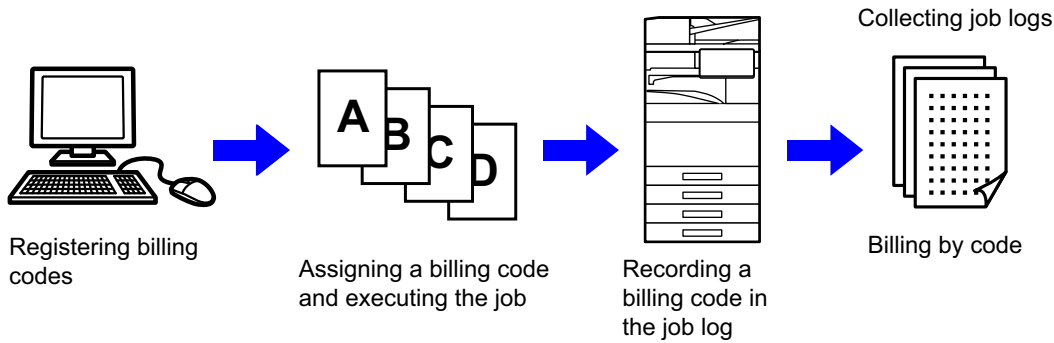 Collecting job logs
A
B
C
D
Registering billing
codes
Assigning a billing code
and executing the job
Recording a
billing code in
the job log
Billing by code